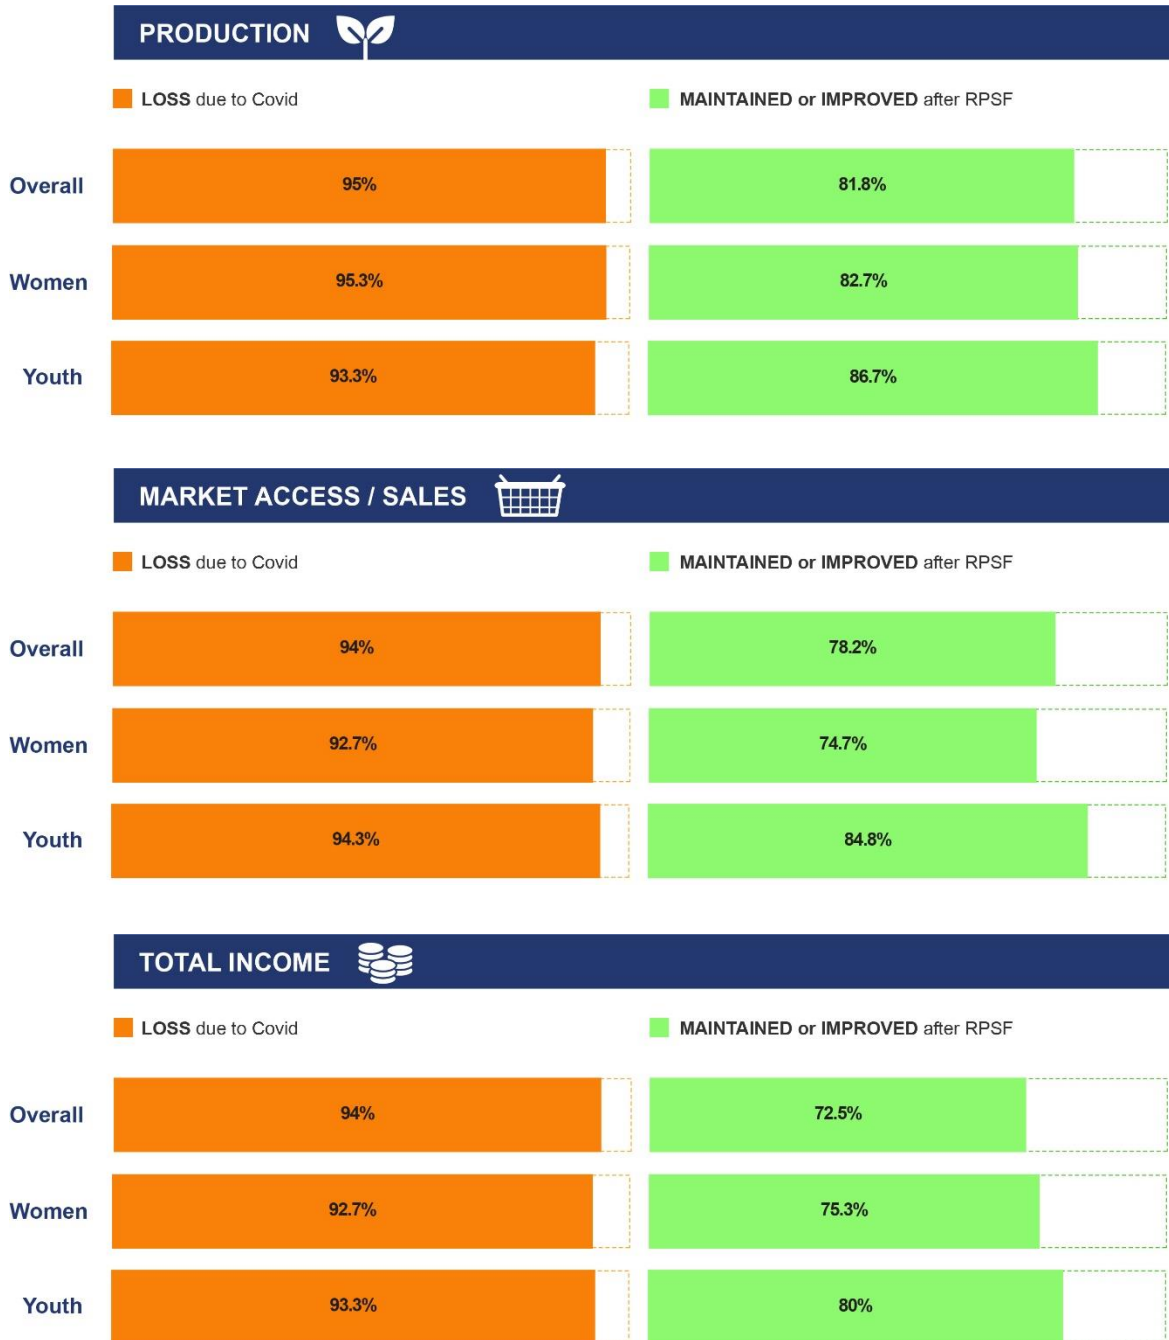 PRODUCTION
LOSS due to Covid MAINTAINED or IMPROVED after RPSF
Overall 95% 81.8%
Women 95.3% 82.7%
Youth 93.3% 86.7%
MARKET ACCESS / SALES
LOSS due to Covid MAINTAINED or IMPROVED after RPSF
Overall 94% 78.2%
Women 92.7% 74.7%
Youth 94.3% 84.8%
TOTAL INCOME
LOSS due to Covid MAINTAINED or IMPROVED after RPSF
Overall 94% 72.5%
Women 92.7% 75.3%
Youth 93.3% 80%